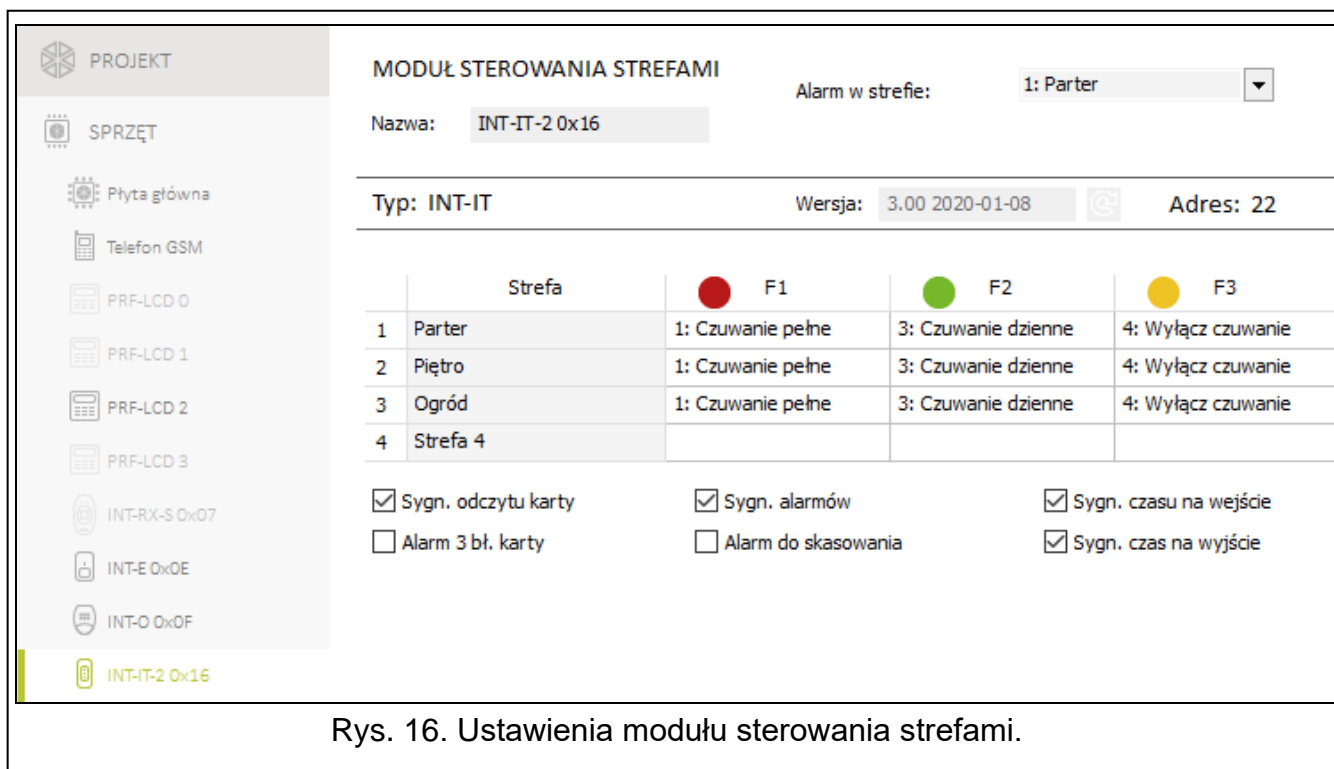 PROJEKT
SPRZĘT
Płyta główna
Telefon GSM
PRF-LCD 0
PRF-LCD 1
PRF-LCD 2
PRF-LCD 3
INT-RX-S 0x07
INT-E 0x0E
INT-O 0x0F
INT-IT-2 0x16
MODUŁ STEROWANIA STREFAMI
Alarm w strefie: 1: Parter
Nazwa: INT-IT-2 0x16
Typ: INT-IT Wersja: 3.00 2020-01-08 Adres: 22
Strefa F1 F2 F3
1 Parter 1: Czuwanie pełne 3: Czuwanie dzienne 4: Wyłącz czuwanie
2 Piętro 1: Czuwanie pełne 3: Czuwanie dzienne 4: Wyłącz czuwanie
3 Ogród 1: Czuwanie pełne 3: Czuwanie dzienne 4: Wyłącz czuwanie
4 Strefa 4
Sygn. odczytu karty Sygn. alarmów Sygn. czasu na wejście
Alarm 3 bł. karty Alarm do skasowania Sygn. czas na wyjście
Rys. 16. Ustawienia modułu sterowania strefami.